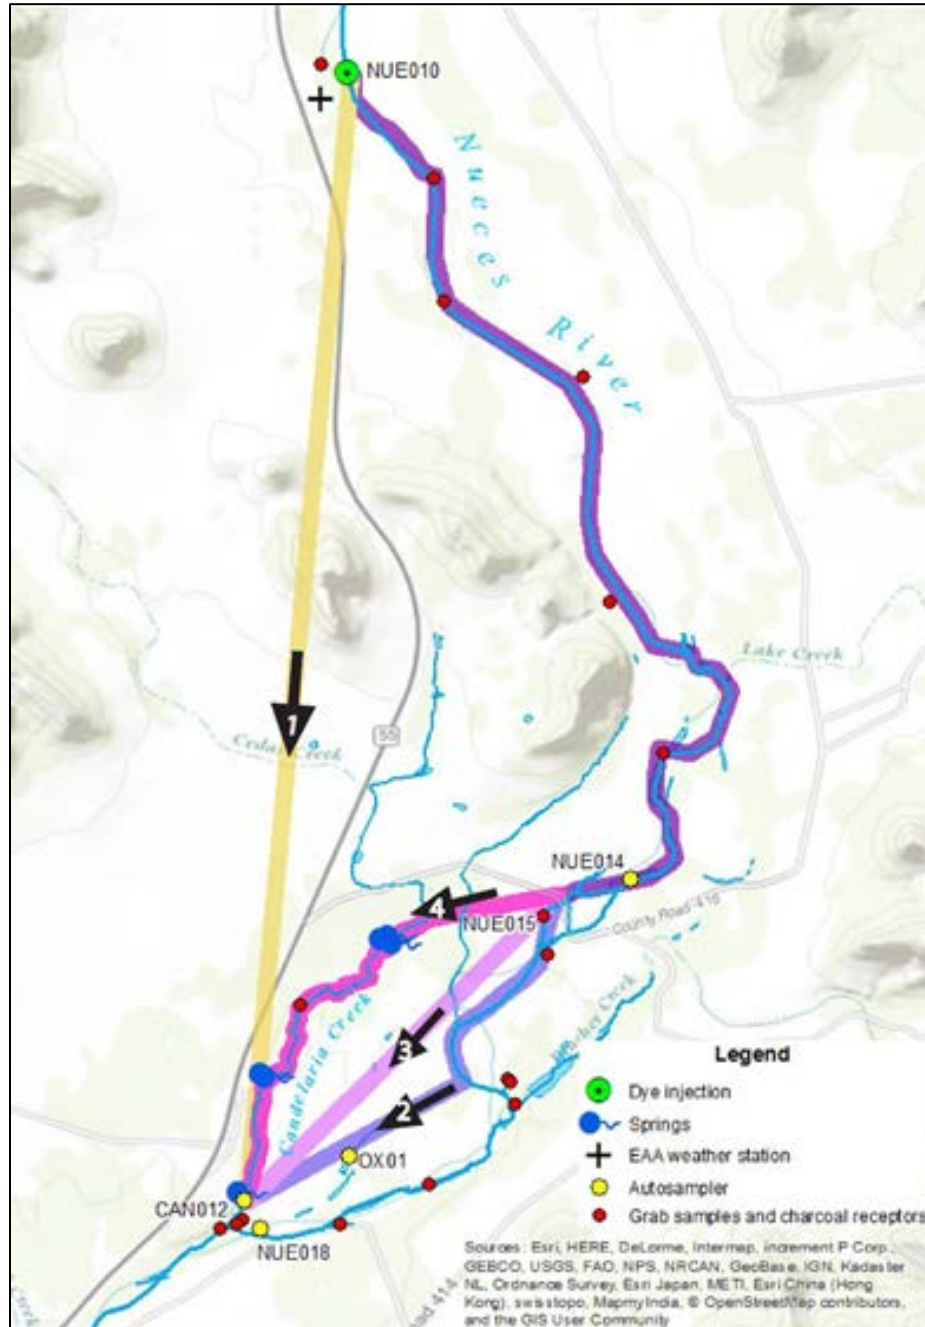 NUE010
Nueces
River
Lake Creek
1
55
Cedar Creek
NUE014
4
NUE015
County Road 416
3
Candelaria Creek
Creek
2
OX01
CAN012
NUE018
Creek
oad 414
Legend
Dye injection
Springs
EAA weather station
Autosampler
Grab samples and charcoal receptors
Sources: Esri, HERE, DeLorme, Intermap, increment P Corp.,
GEBCO, USGS, FAO, NPS, NRCAN, GeoBase, IGN, Kadaster
NL, Ordnance Survey, Esri Japan, METI, Esri China (Hong
Kong), swisstopo, MapmyIndia, © OpenStreetMap contributors,
and the GIS User Community